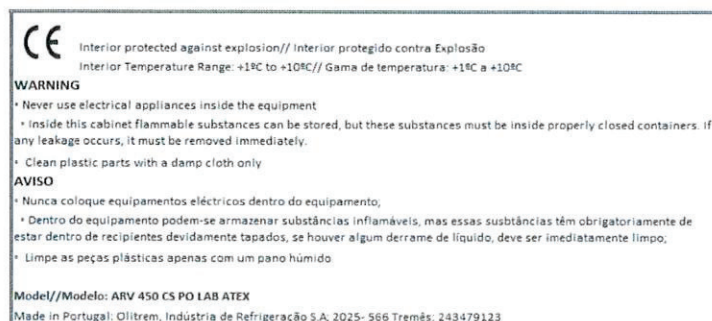 CE Interior protected against explosion// Interior protegido contra Explosão
Interior Temperature Range: +1ºC to +10ºC// Gama de temperatura: +1ºC a +10ºC
WARNING
• Never use electrical appliances inside the equipment
• Inside this cabinet flammable substances can be stored, but these substances must be inside properly closed containers. If
any leakage occurs, it must be removed immediately.
• Clean plastic parts with a damp cloth only
AVISO
• Nunca coloque equipamentos eléctricos dentro do equipamento,
• Dentro do equipamento podem-se armazenar substâncias inflamáveis, mas essas susbtâncias têm obrigatoriamente de
estar dentro de recipientes devidamente tapados, se houver algum derrame de líquido, deve ser imediatamente limpo;
• Limpe as peças plásticas apenas com um pano húmido
Model//Modelo: ARV 450 CS PO LAB ATEX
Made in Portugal: Olitrem, Indústria de Refrigeração S.A; 2025- 566 Tremês: 243479123